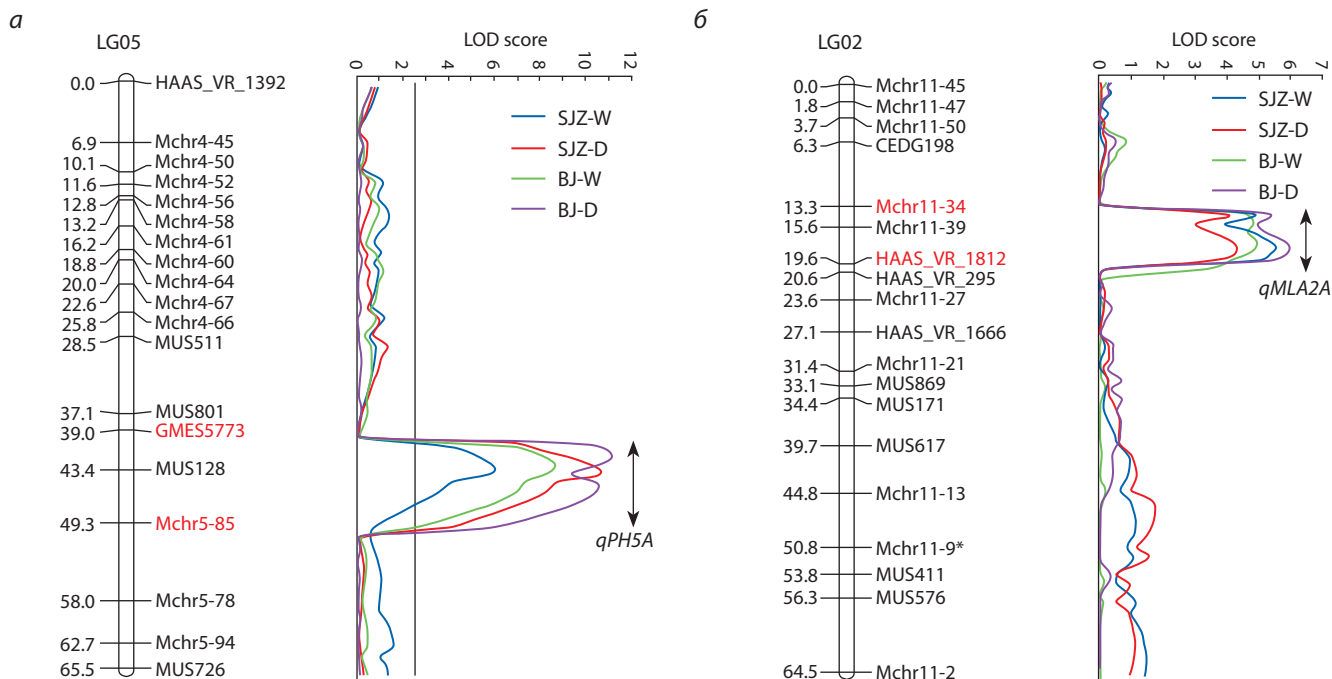 а
LG05
0.0 HAAS_VR_1392
6.9 Mchr4-45
10.1 Mchr4-50
11.6 Mchr4-52
12.8 Mchr4-56
13.2 Mchr4-58
16.2 Mchr4-61
18.8 Mchr4-60
20.0 Mchr4-64
22.6 Mchr4-67
25.8 Mchr4-66
28.5 MUS511
37.1 MUS801
39.0 GMES5773
43.4 MUS128
49.3 Mchr5-85
58.0 Mchr5-78
62.7 Mchr5-94
65.5 MUS726
LOD score
0 2 4 6 8 10 12
SJZ-W
SJZ-D
BJ-W
BJ-D
qPH5A
б
LG02
0.0 Mchr11-45
1.8 Mchr11-47
3.7 Mchr11-50
6.3 CEDG198
13.3 Mchr11-34
15.6 Mchr11-39
19.6 HAAS_VR_1812
20.6 HAAS_VR_295
23.6 Mchr11-27
27.1 HAAS_VR_1666
31.4 Mchr11-21
33.1 MUS869
34.4 MUS171
39.7 MUS617
44.8 Mchr11-13
50.8 Mchr11-9*
53.8 MUS411
56.3 MUS576
64.5 Mchr11-2
LOD score
0 1 2 3 4 5 6 7
SJZ-W
SJZ-D
BJ-W
BJ-D
qMLA2A